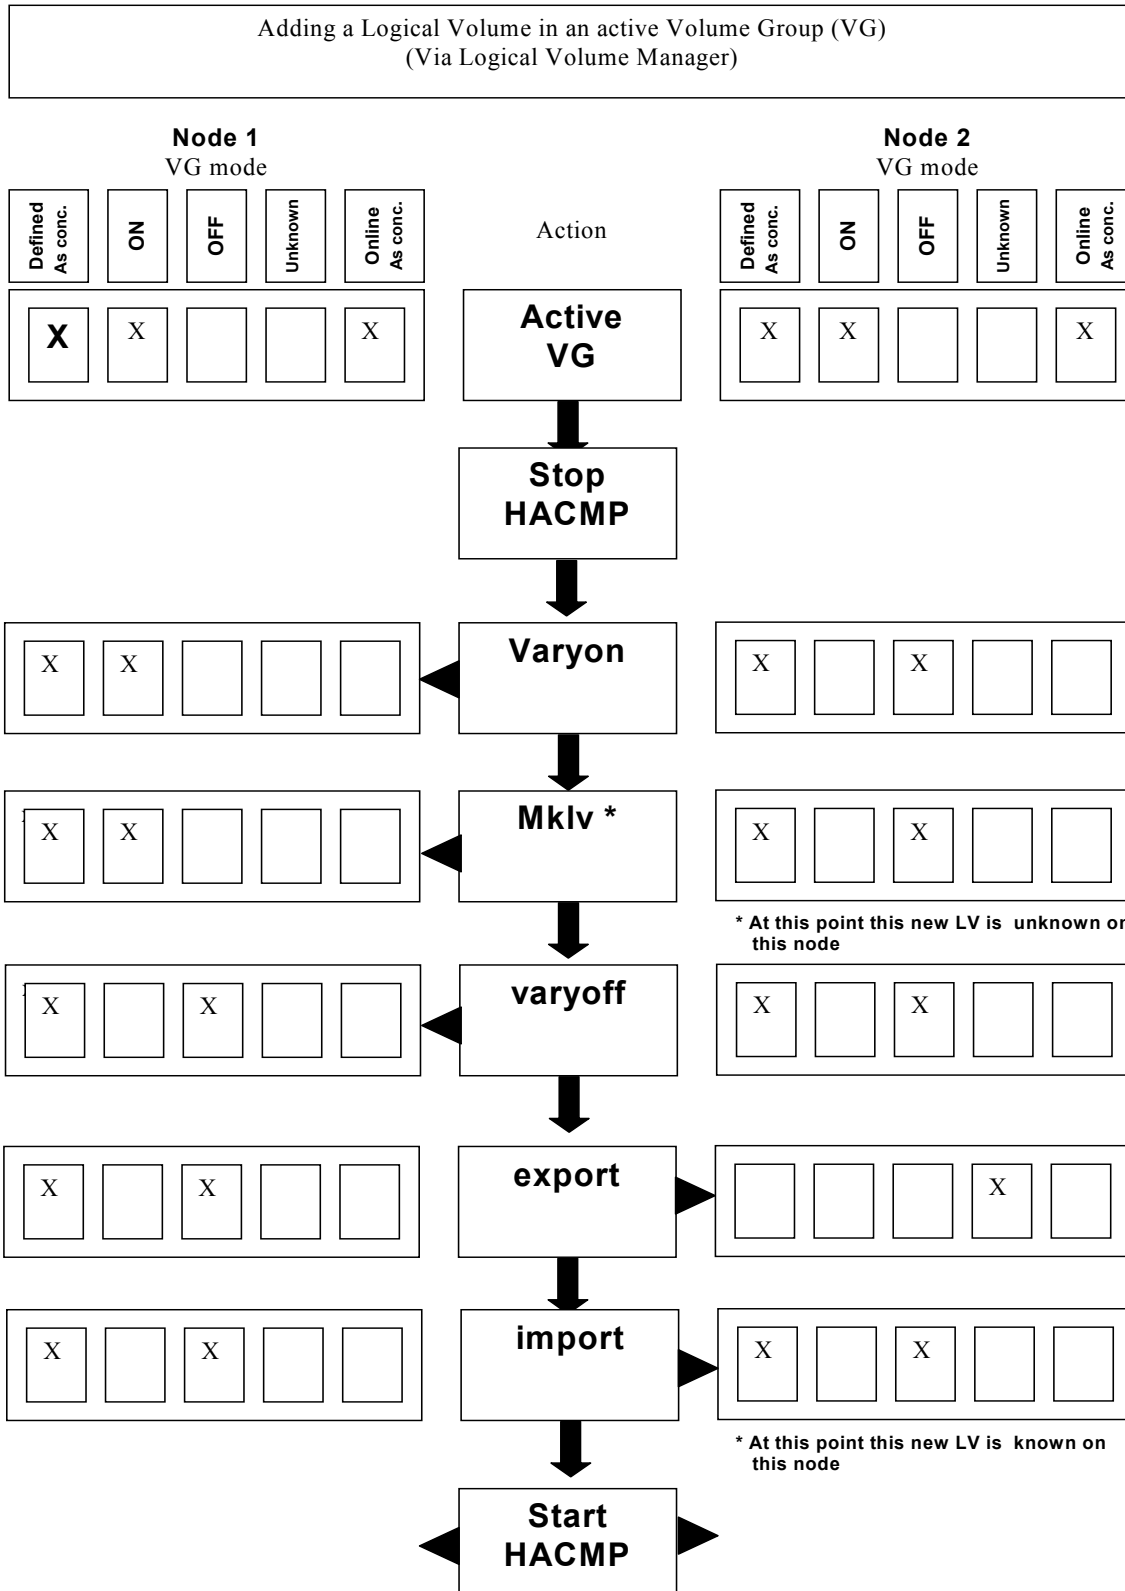 Adding a Logical Volume in an active Volume Group (VG)
(Via Logical Volume Manager)
Node 1
VG mode
Node 2
VG mode
Defined
As conc.
ON
OFF
Unknown
Online
As conc.
Action
Defined
As conc.
ON
OFF
Unknown
Online
As conc.
X X X
Active
VG
X X X
Stop
HACMP
X X
Varyon
X X
X X
Mklv *
X X
* At this point this new LV is unknown on
this node
X X
varyoff
X X
X X
export
X
X X
import
X X
* At this point this new LV is known on
this node
Start
HACMP